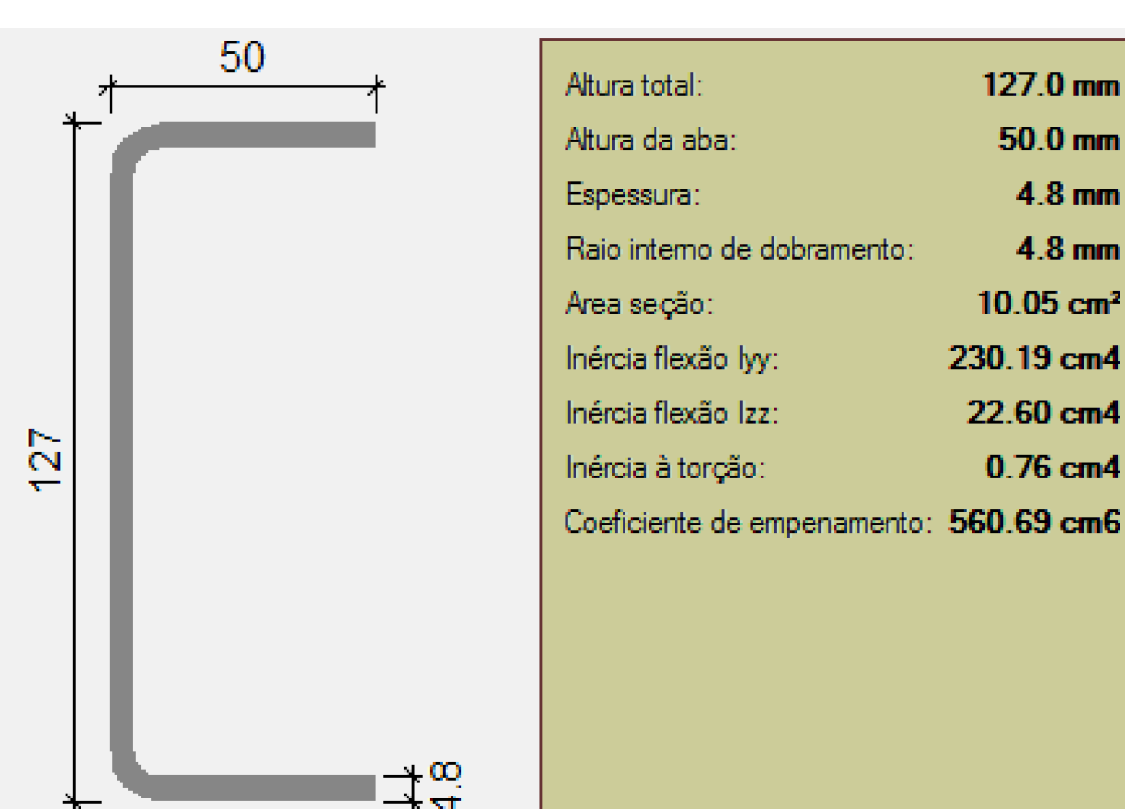 50
127
4.8
Altura total: 127.0 mm
Altura da aba: 50.0 mm
Espessura: 4.8 mm
Raio interno de dobramento: 4.8 mm
Area seção: 10.05 cm²
Inércia flexão Iyy: 230.19 cm4
Inércia flexão Izz: 22.60 cm4
Inércia à torção: 0.76 cm4
Coeficiente de empenamento: 560.69 cm6